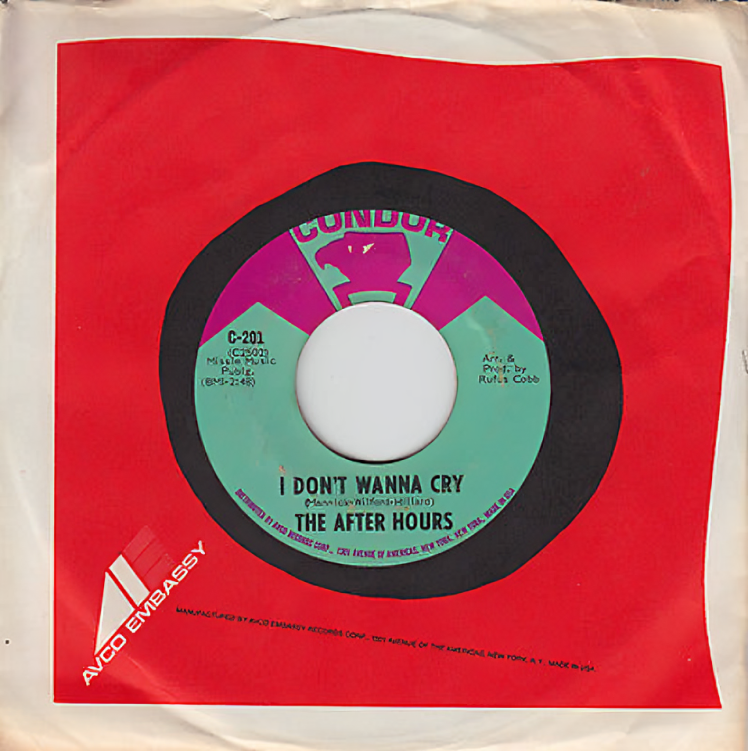 CONDOR
C-201
Missle Music
Publg.
(BMI-2:48)
Arr. &
Prod. by
Rufus Cobb
I DON'T WANNA CRY
THE AFTER HOURS
DISTRIBUTED BY AVCO RECORDS CORP., 1301 AVENUE OF AMERICAS, NEW YORK, NEW YORK, MADE IN USA
AVCO EMBASSY
MANUFACTURED BY AVCO EMBASSY RECORDS CORP., 1301 AVENUE OF THE AMERICAS, NEW YORK, N.Y. MADE IN USA.